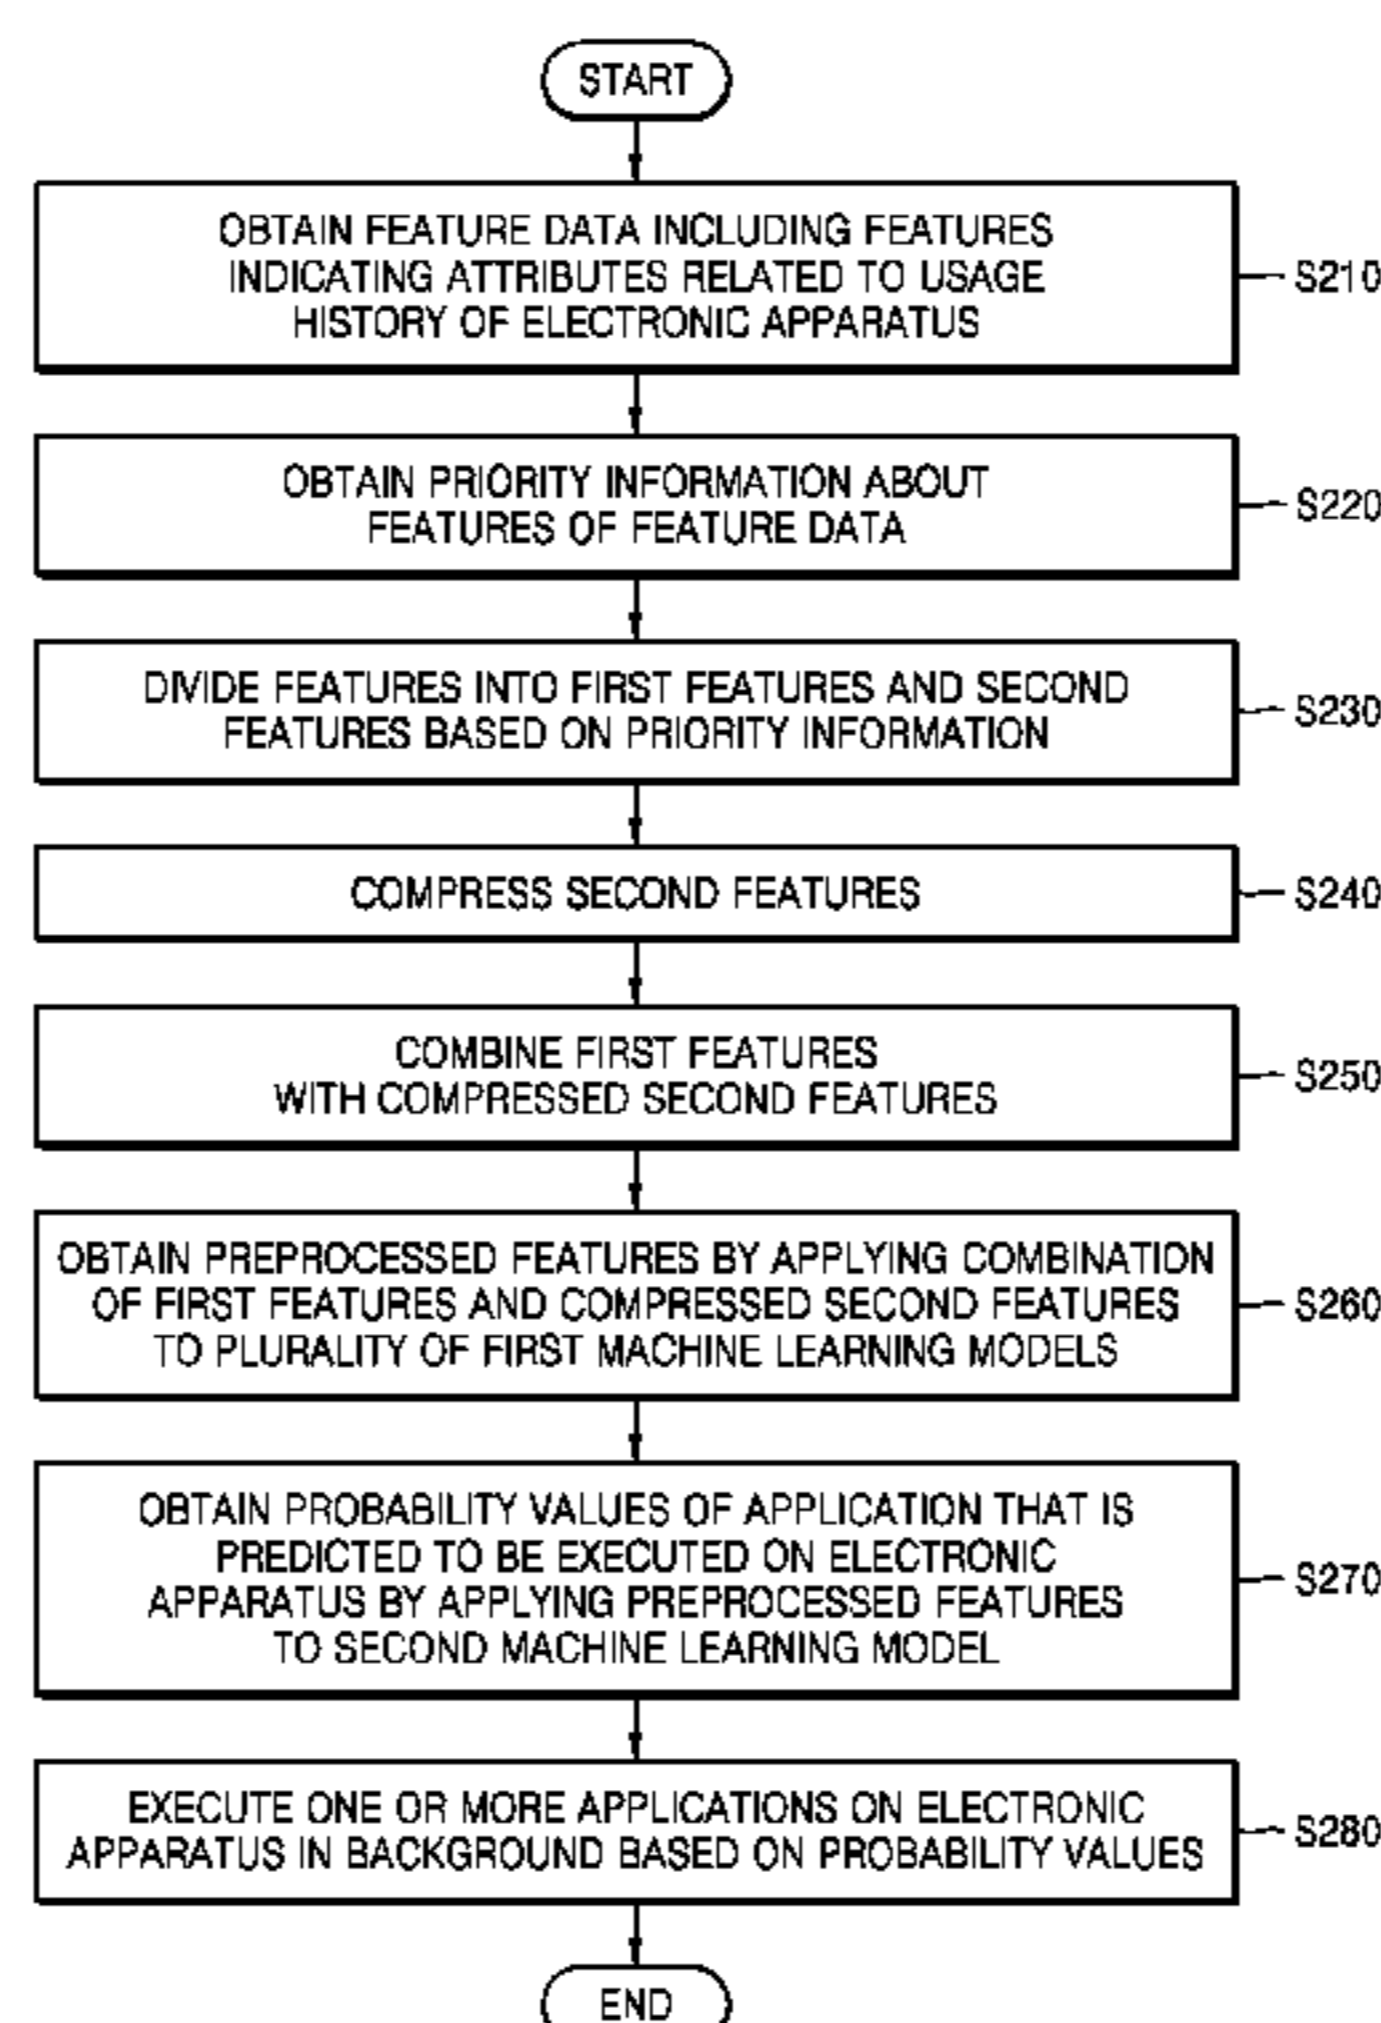 START
OBTAIN FEATURE DATA INCLUDING FEATURES
INDICATING ATTRIBUTES RELATED TO USAGE
HISTORY OF ELECTRONIC APPARATUS
S210
OBTAIN PRIORITY INFORMATION ABOUT
FEATURES OF FEATURE DATA
S220
DIVIDE FEATURES INTO FIRST FEATURES AND SECOND
FEATURES BASED ON PRIORITY INFORMATION
S230
COMPRESS SECOND FEATURES
S240
COMBINE FIRST FEATURES
WITH COMPRESSED SECOND FEATURES
S250
OBTAIN PREPROCESSED FEATURES BY APPLYING COMBINATION
OF FIRST FEATURES AND COMPRESSED SECOND FEATURES
TO PLURALITY OF FIRST MACHINE LEARNING MODELS
S260
OBTAIN PROBABILITY VALUES OF APPLICATION THAT IS
PREDICTED TO BE EXECUTED ON ELECTRONIC
APPARATUS BY APPLYING PREPROCESSED FEATURES
TO SECOND MACHINE LEARNING MODEL
S270
EXECUTE ONE OR MORE APPLICATIONS ON ELECTRONIC
APPARATUS IN BACKGROUND BASED ON PROBABILITY VALUES
S280
END